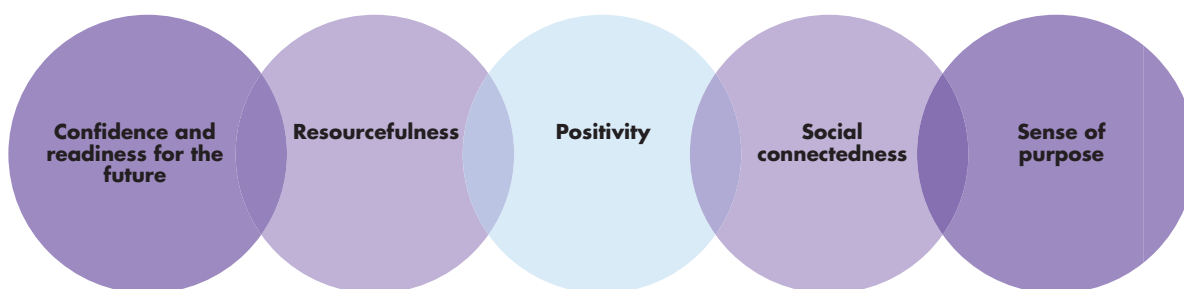 Confidence and
readiness for the
future
Resourcefulness
Positivity
Social
connectedness
Sense of
purpose